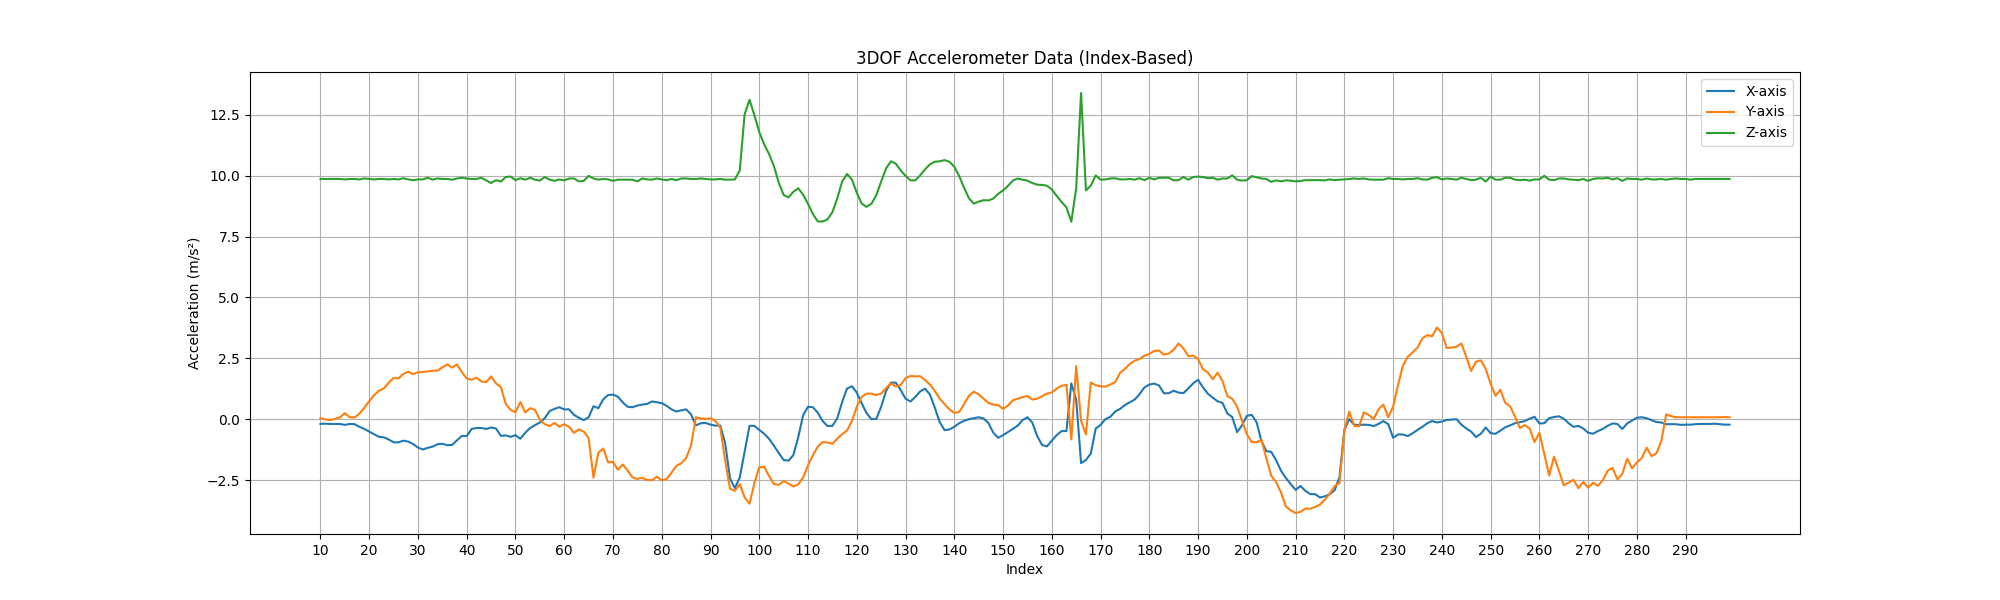 3DOF Accelerometer Data (Index-Based)
X-axis
Y-axis
Z-axis
Acceleration (m/s²)
12.5
10.0
7.5
5.0
2.5
0.0
−2.5
10 20 30 40 50 60 70 80 90 100 110 120 130 140 150 160 170 180 190 200 210 220 230 240 250 260 270 280 290
Index